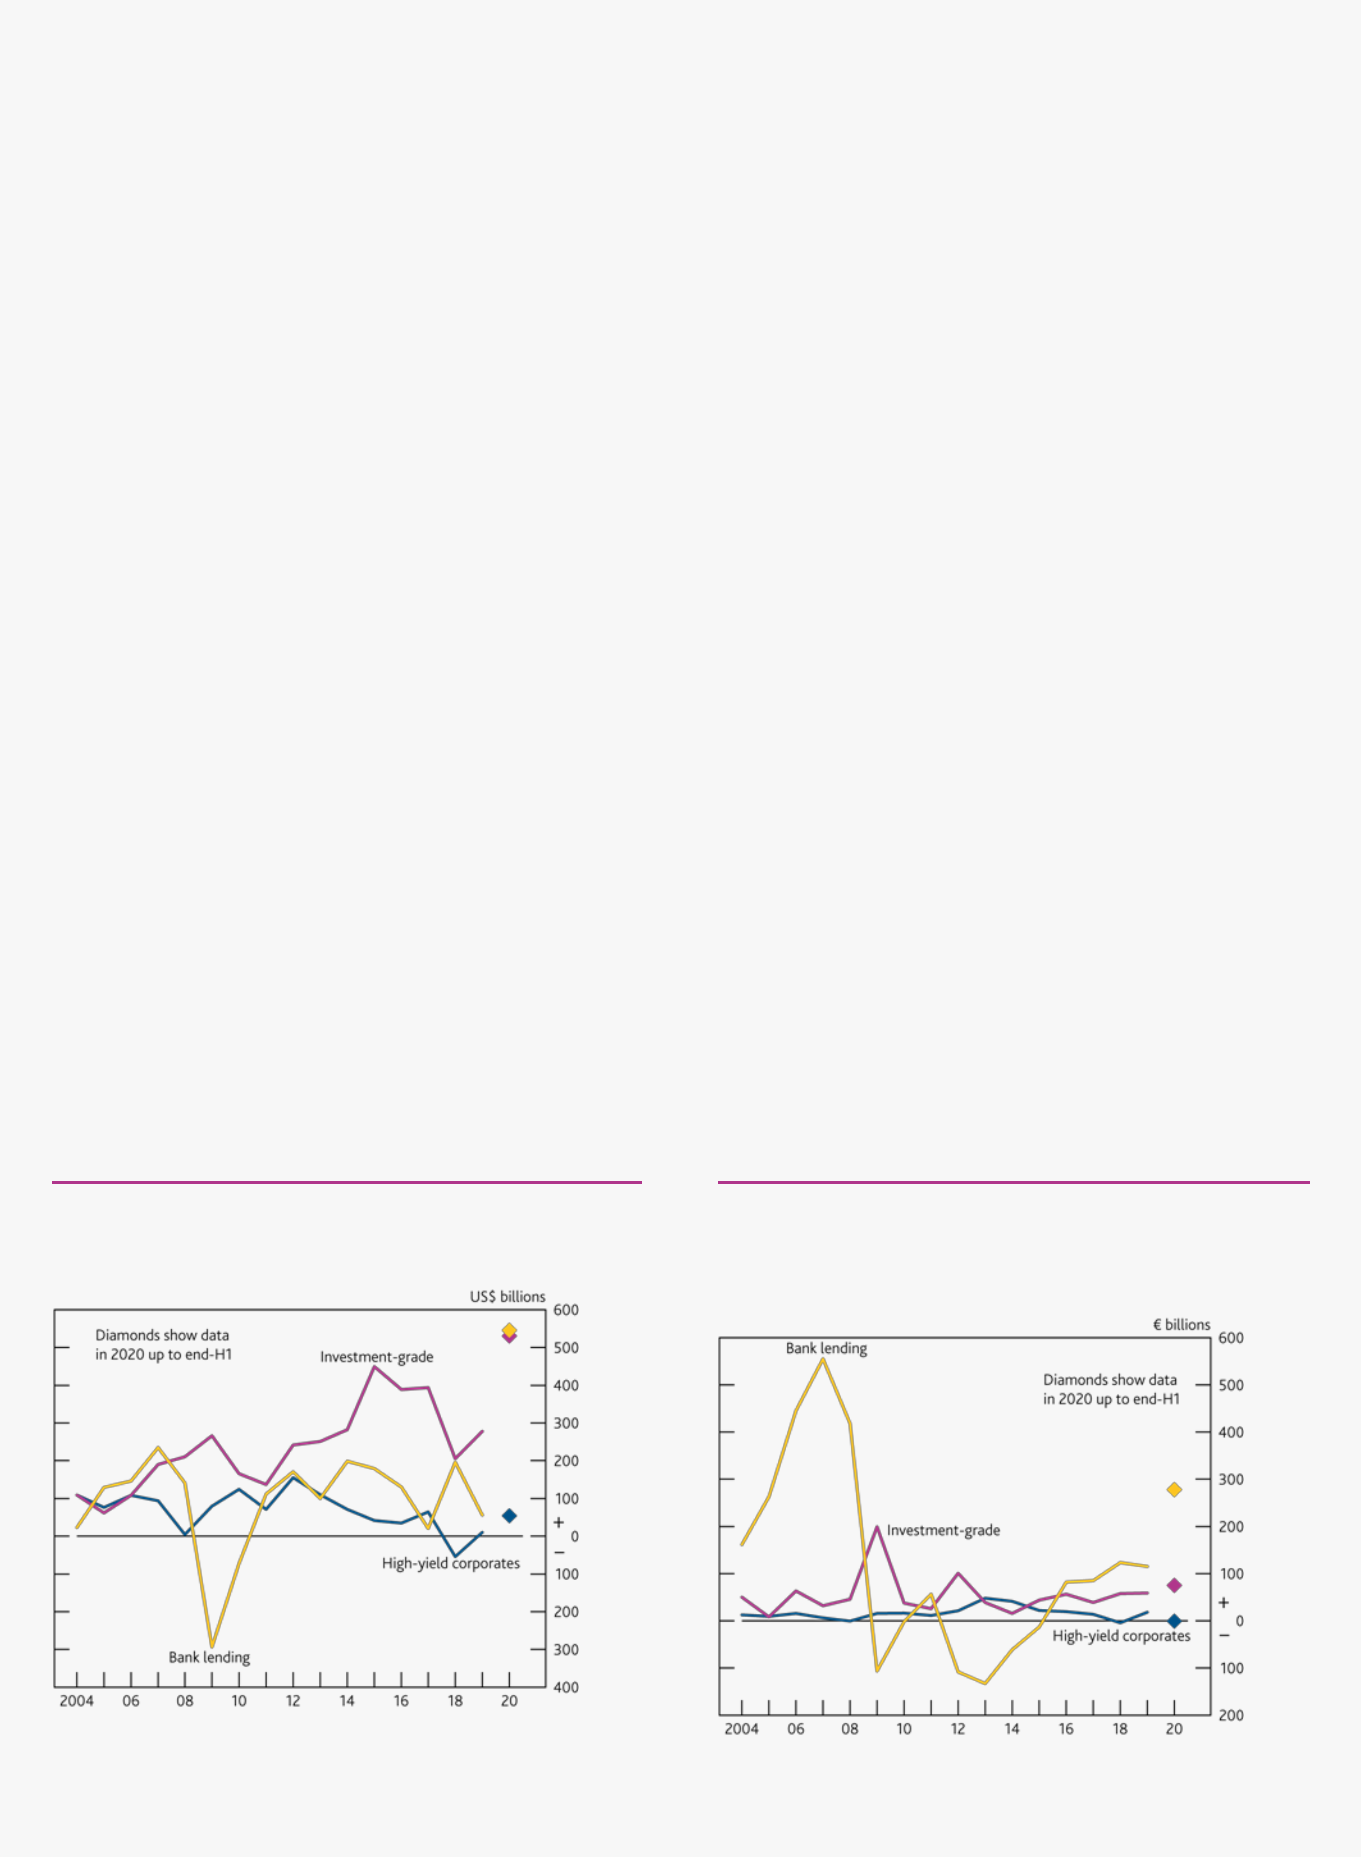 US$ billions
600
Diamonds show data
in 2020 up to end-H1
500
Investment-grade
400
300
200
100
+
0
–
High-yield corporates
100
200
300
Bank lending
400
2004 06 08 10 12 14 16 18 20
€ billions
600
Bank lending
500
Diamonds show data
in 2020 up to end-H1
400
300
200
Investment-grade
100
+
0
–
High-yield corporates
100
200
2004 06 08 10 12 14 16 18 20